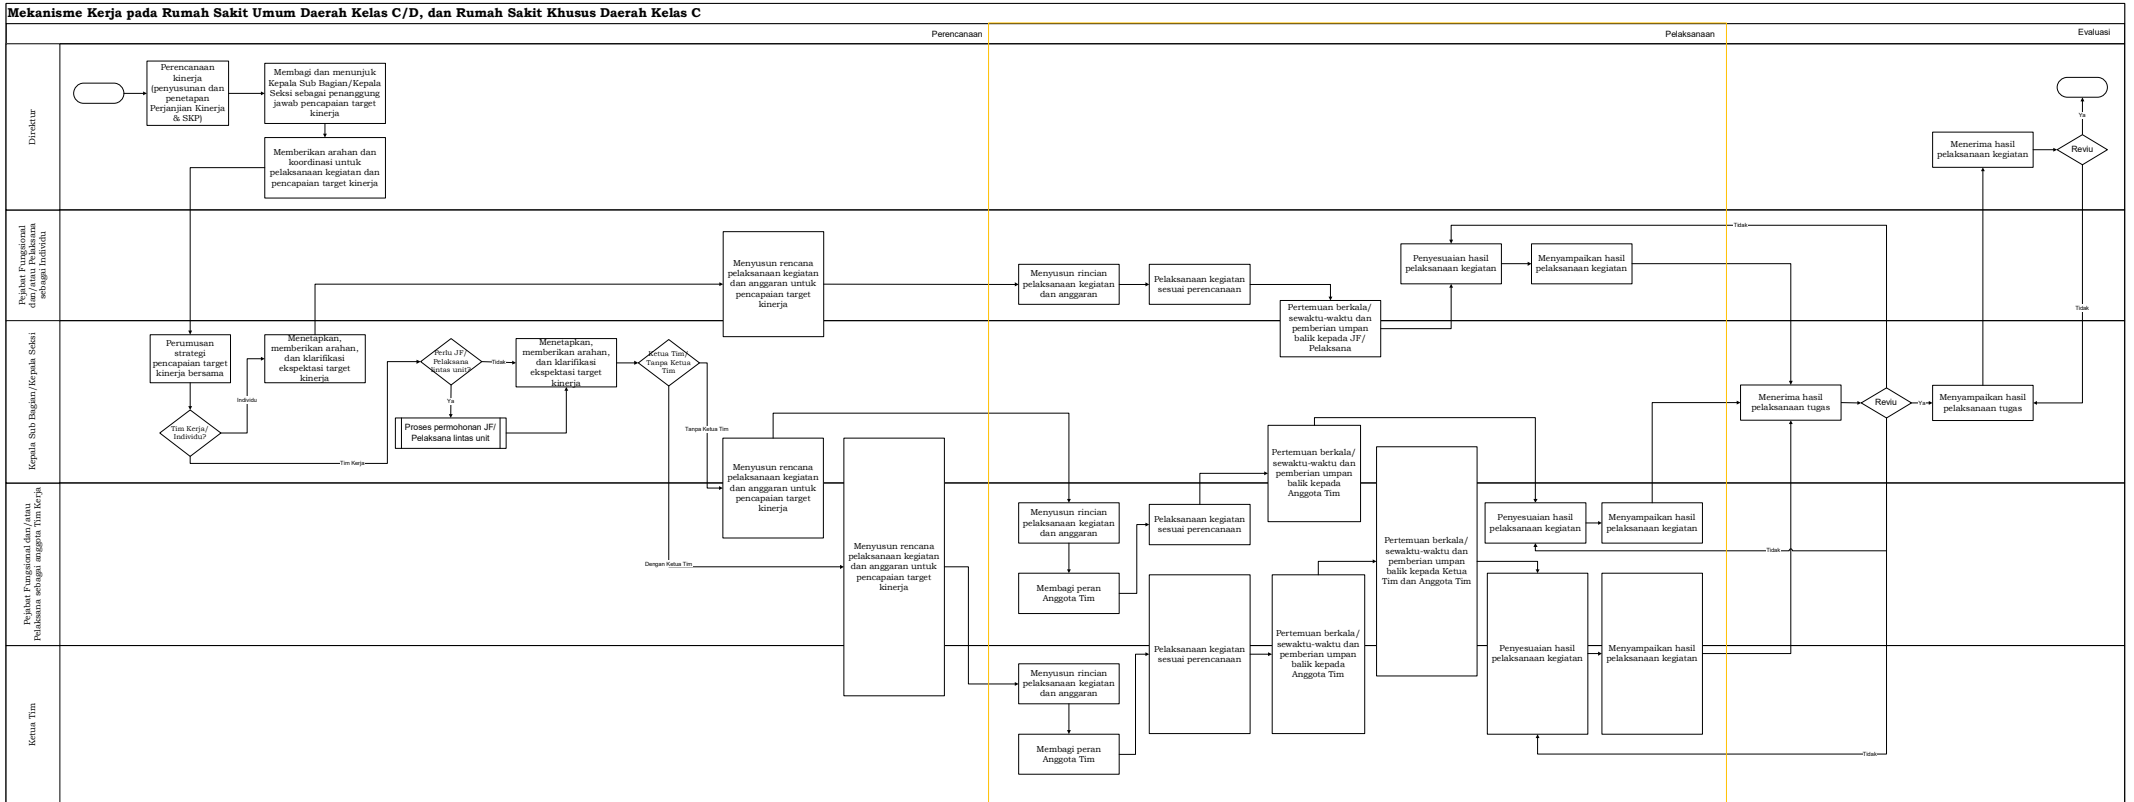 Mekanisme Kerja pada Rumah Sakit Umum Daerah Kelas C/D, dan Rumah Sakit Khusus Daerah Kelas C
Perencanaan
Pelaksanaan
Evaluasi
Direktur
Perencanaan
kinerja
(penyusunan dan
penetapan
Perjanjian Kinerja
& SKP)
Membagi dan menunjuk
Kepala Sub Bagian/Kepala
Seksi sebagai penanggung
jawab pencapaian target
kinerja
Memberikan arahan dan
koordinasi untuk
pelaksanaan kegiatan dan
pencapaian target kinerja
Menerima hasil
pelaksanaan kegiatan
Reviu
Ya
Tidak
Pejabat Fungsional
dan/atau Pelaksana
sebagai Individu
Menyusun rencana
pelaksanaan kegiatan
dan anggaran untuk
pencapaian target
kinerja
Menyusun rincian
pelaksanaan kegiatan
dan anggaran
Pelaksanaan kegiatan
sesuai perencanaan
Pertemuan berkala/
sewaktu-waktu dan
pemberian umpan
balik kepada JF/
Pelaksana
Penyesuaian hasil
pelaksanaan kegiatan
Menyampaikan hasil
pelaksanaan kegiatan
Tidak
Kepala Sub Bagian/Kepala Seksi
Perumusan
strategi
pencapaian target
kinerja bersama
Tim Kerja/
Individu?
Individu
Tim Kerja
Menetapkan,
memberikan arahan,
dan klarifikasi
ekspektasi target
kinerja
Perlu JF/
Pelaksana
lintas unit?
Tidak
Ya
Proses permohonan JF/
Pelaksana lintas unit
Menetapkan,
memberikan arahan,
dan klarifikasi
ekspektasi target
kinerja
Ketua Tim/
Tanpa Ketua
Tim
Tanpa Ketua Tim
Dengan Ketua Tim
Menyusun rencana
pelaksanaan kegiatan
dan anggaran untuk
pencapaian target
kinerja
Pertemuan berkala/
sewaktu-waktu dan
pemberian umpan
balik kepada
Anggota Tim
Menerima hasil
pelaksanaan tugas
Reviu
Ya
Menyampaikan hasil
pelaksanaan tugas
Pejabat Fungsional dan/atau
Pelaksana sebagai anggota Tim Kerja
Menyusun rencana
pelaksanaan kegiatan
dan anggaran untuk
pencapaian target
kinerja
Menyusun rincian
pelaksanaan kegiatan
dan anggaran
Membagi peran
Anggota Tim
Pelaksanaan kegiatan
sesuai perencanaan
Pertemuan berkala/
sewaktu-waktu dan
pemberian umpan
balik kepada Ketua
Tim dan Anggota Tim
Penyesuaian hasil
pelaksanaan kegiatan
Menyampaikan hasil
pelaksanaan kegiatan
Tidak
Ketua Tim
Menyusun rincian
pelaksanaan kegiatan
dan anggaran
Membagi peran
Anggota Tim
Pelaksanaan kegiatan
sesuai perencanaan
Pertemuan berkala/
sewaktu-waktu dan
pemberian umpan
balik kepada
Anggota Tim
Penyesuaian hasil
pelaksanaan kegiatan
Menyampaikan hasil
pelaksanaan kegiatan
Tidak